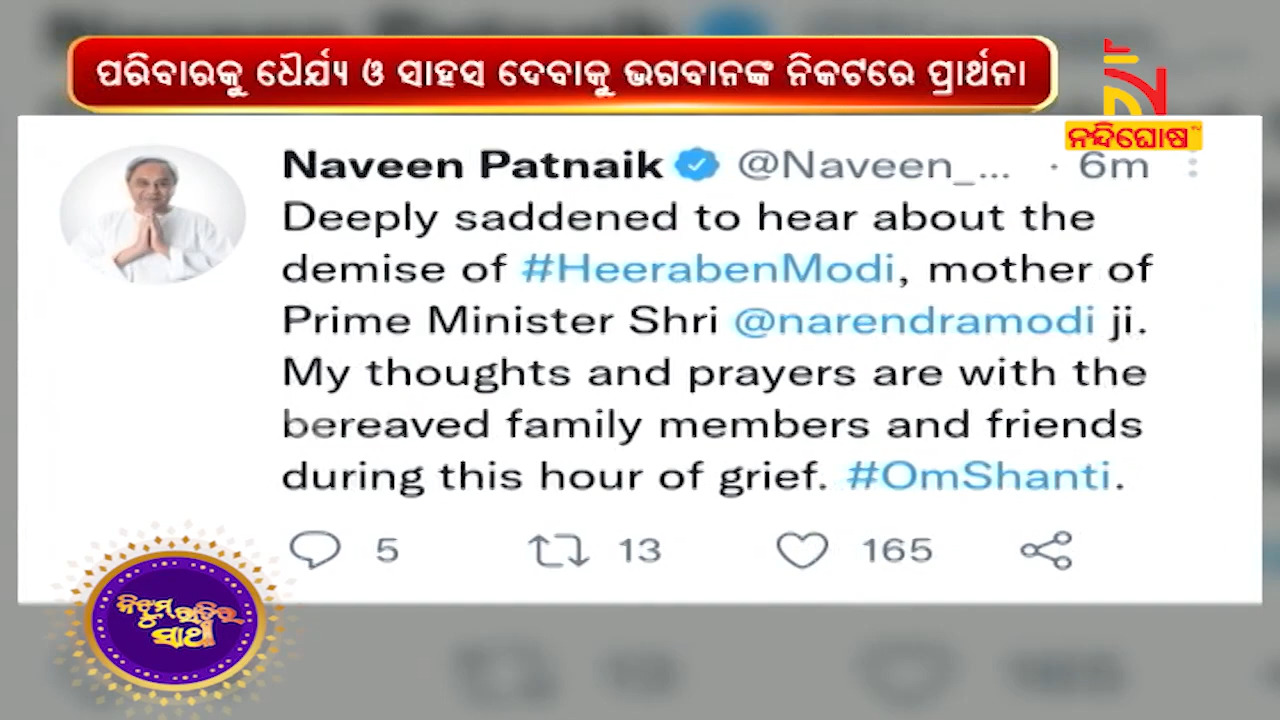 ପରିବାରକୁ ଧୈର୍ଯ୍ୟ ଓ ସାହସ ଦେବାକୁ ଭଗବାନଙ୍କ ନିକଟରେ ପ୍ରାର୍ଥନା
ନନ୍ଦିଘୋଷ
Naveen Patnaik @Naveen_... · 6m
Deeply saddened to hear about the
demise of #HeerabenModi, mother of
Prime Minister Shri @narendramodi ji.
My thoughts and prayers are with the
bereaved family members and friends
during this hour of grief. #OmShanti.
5 13 165
ନିଝୁମ ରାତିର
ସାଥୀ